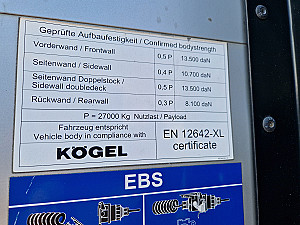 Geprüfte Aufbaufestigkeit / Confirmed bodystrength
Vorderwand / Frontwall 0.5 P 13.500 daN
Seitenwand / Sidewall 0.4 P 10.700 daN
Seitenwand Doppelstock /
Sidewall doubledeck 0.5 P 13.500 daN
Rückwand / Rearwall 0.3 P 8.100 daN
P = 27000 Kg Nutzlast / Payload
Fahrzeug entspricht
Vehicle body in compliance with
KÖGEL
EN 12642-XL
certificate
EBS